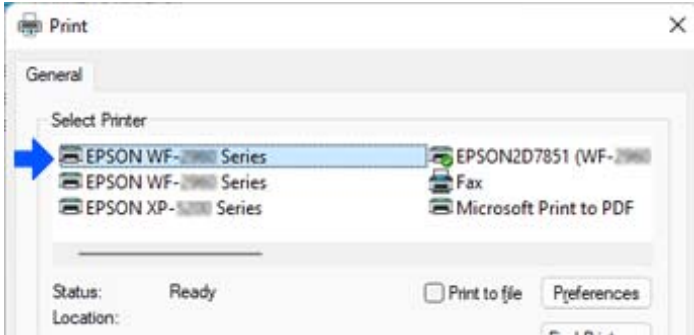 Print
General
Select Printer
EPSON WF- Series
EPSON2D7851 (WF-
EPSON WF- Series
Fax
EPSON XP- Series
Microsoft Print to PDF
Status: Ready
Print to file
Preferences
Location: